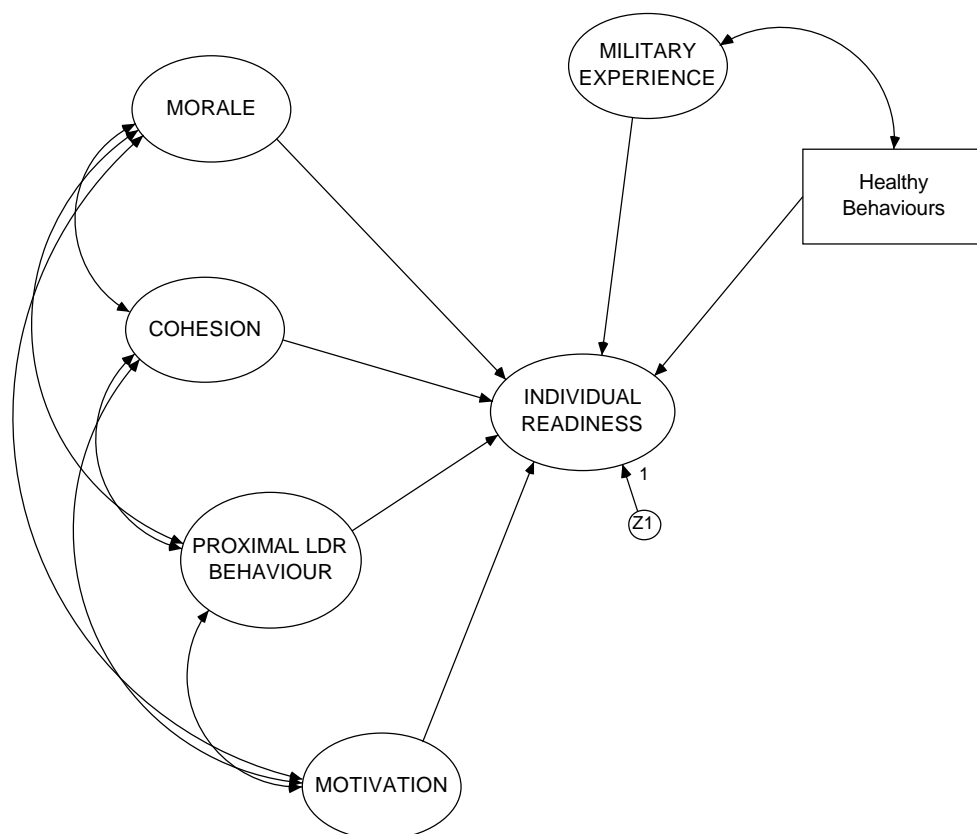 MILITARY
EXPERIENCE
MORALE
Healthy
Behaviours
COHESION
INDIVIDUAL
READINESS
1
Z1
PROXIMAL LDR
BEHAVIOUR
MOTIVATION